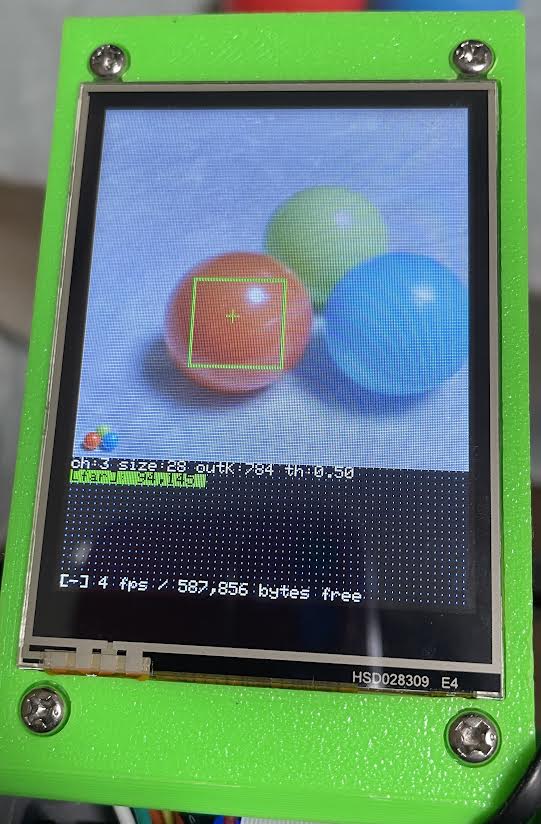 ch:3 size:28 outk:784 th:0.50
[-] 4 fps / 587,856 bytes free
HSD028309 E4